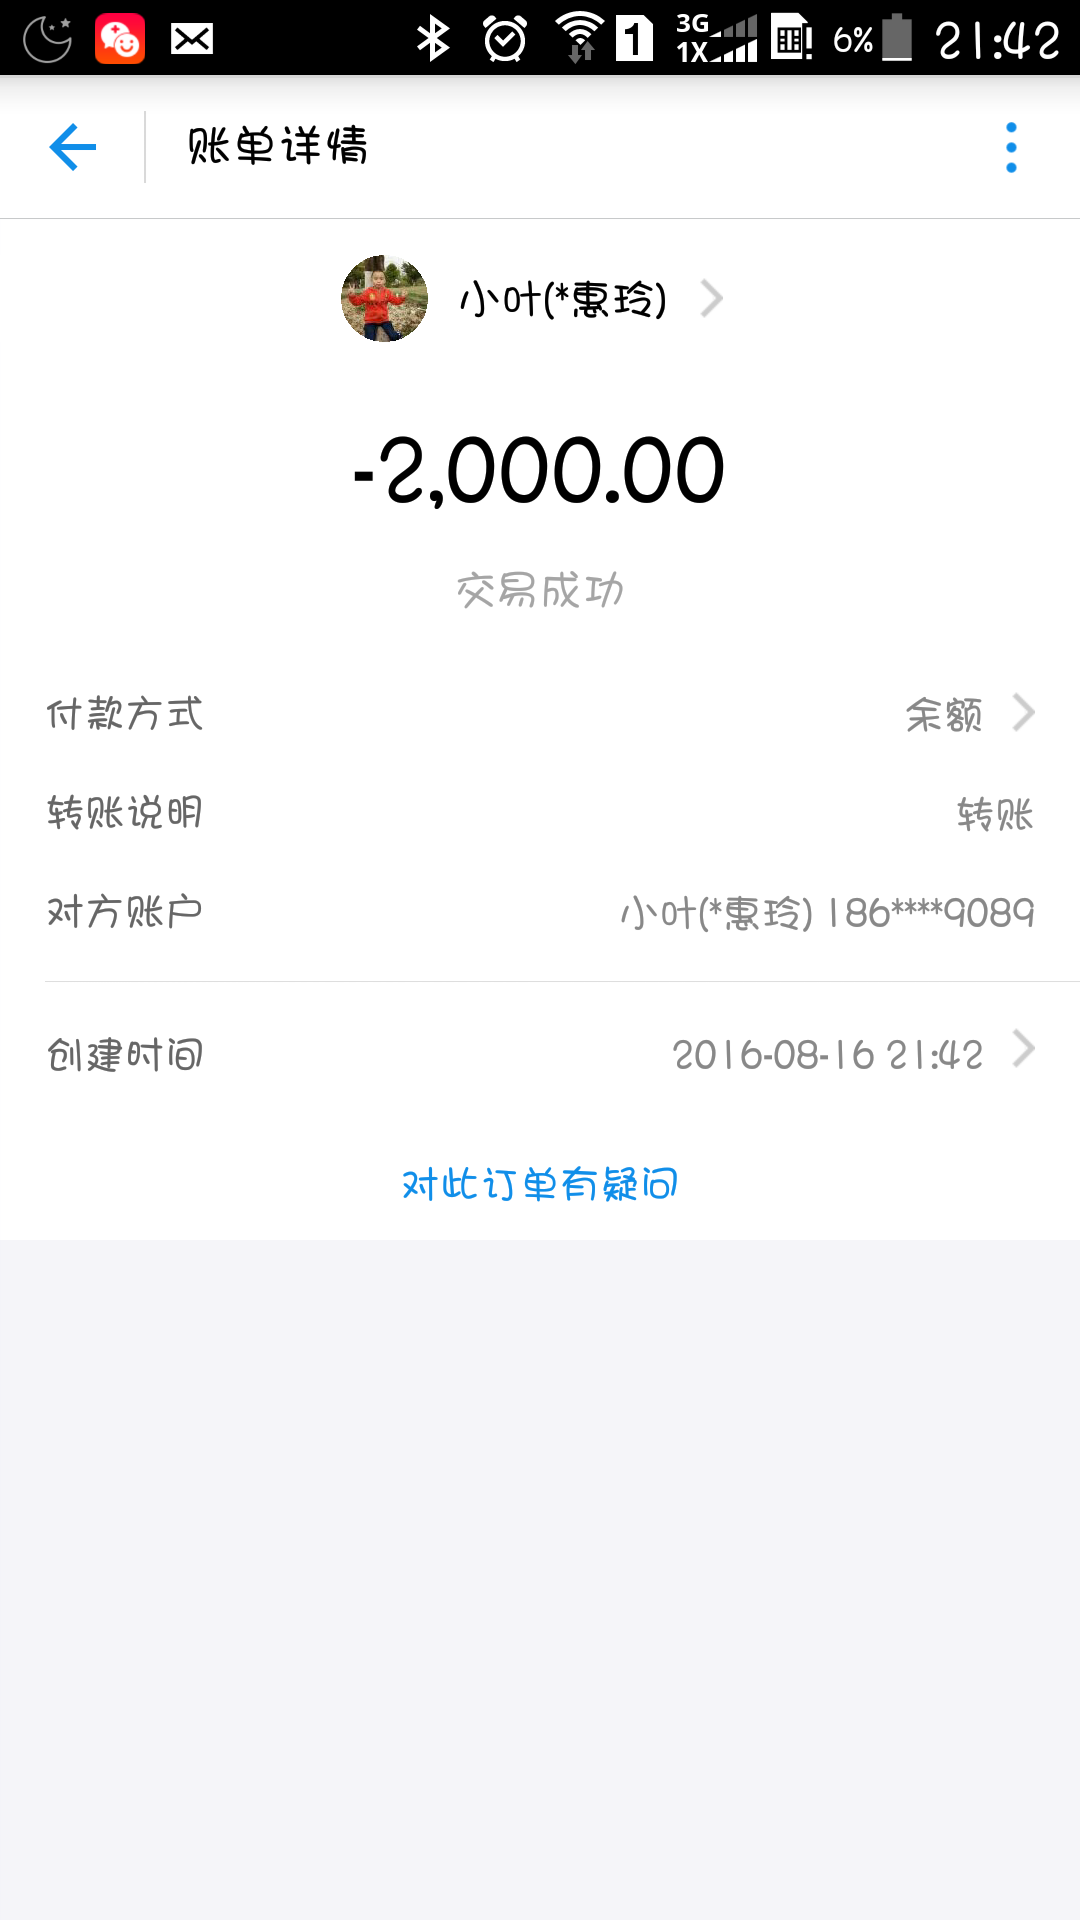 3G
1
1X
6%
21:42
账单详情
小叶(*惠玲)
-2,000.00
交易成功
付款方式
余额
转账说明
转账
对方账户
小叶(*惠玲) 186****9089
创建时间
2016-08-16 21:42
对此订单有疑问